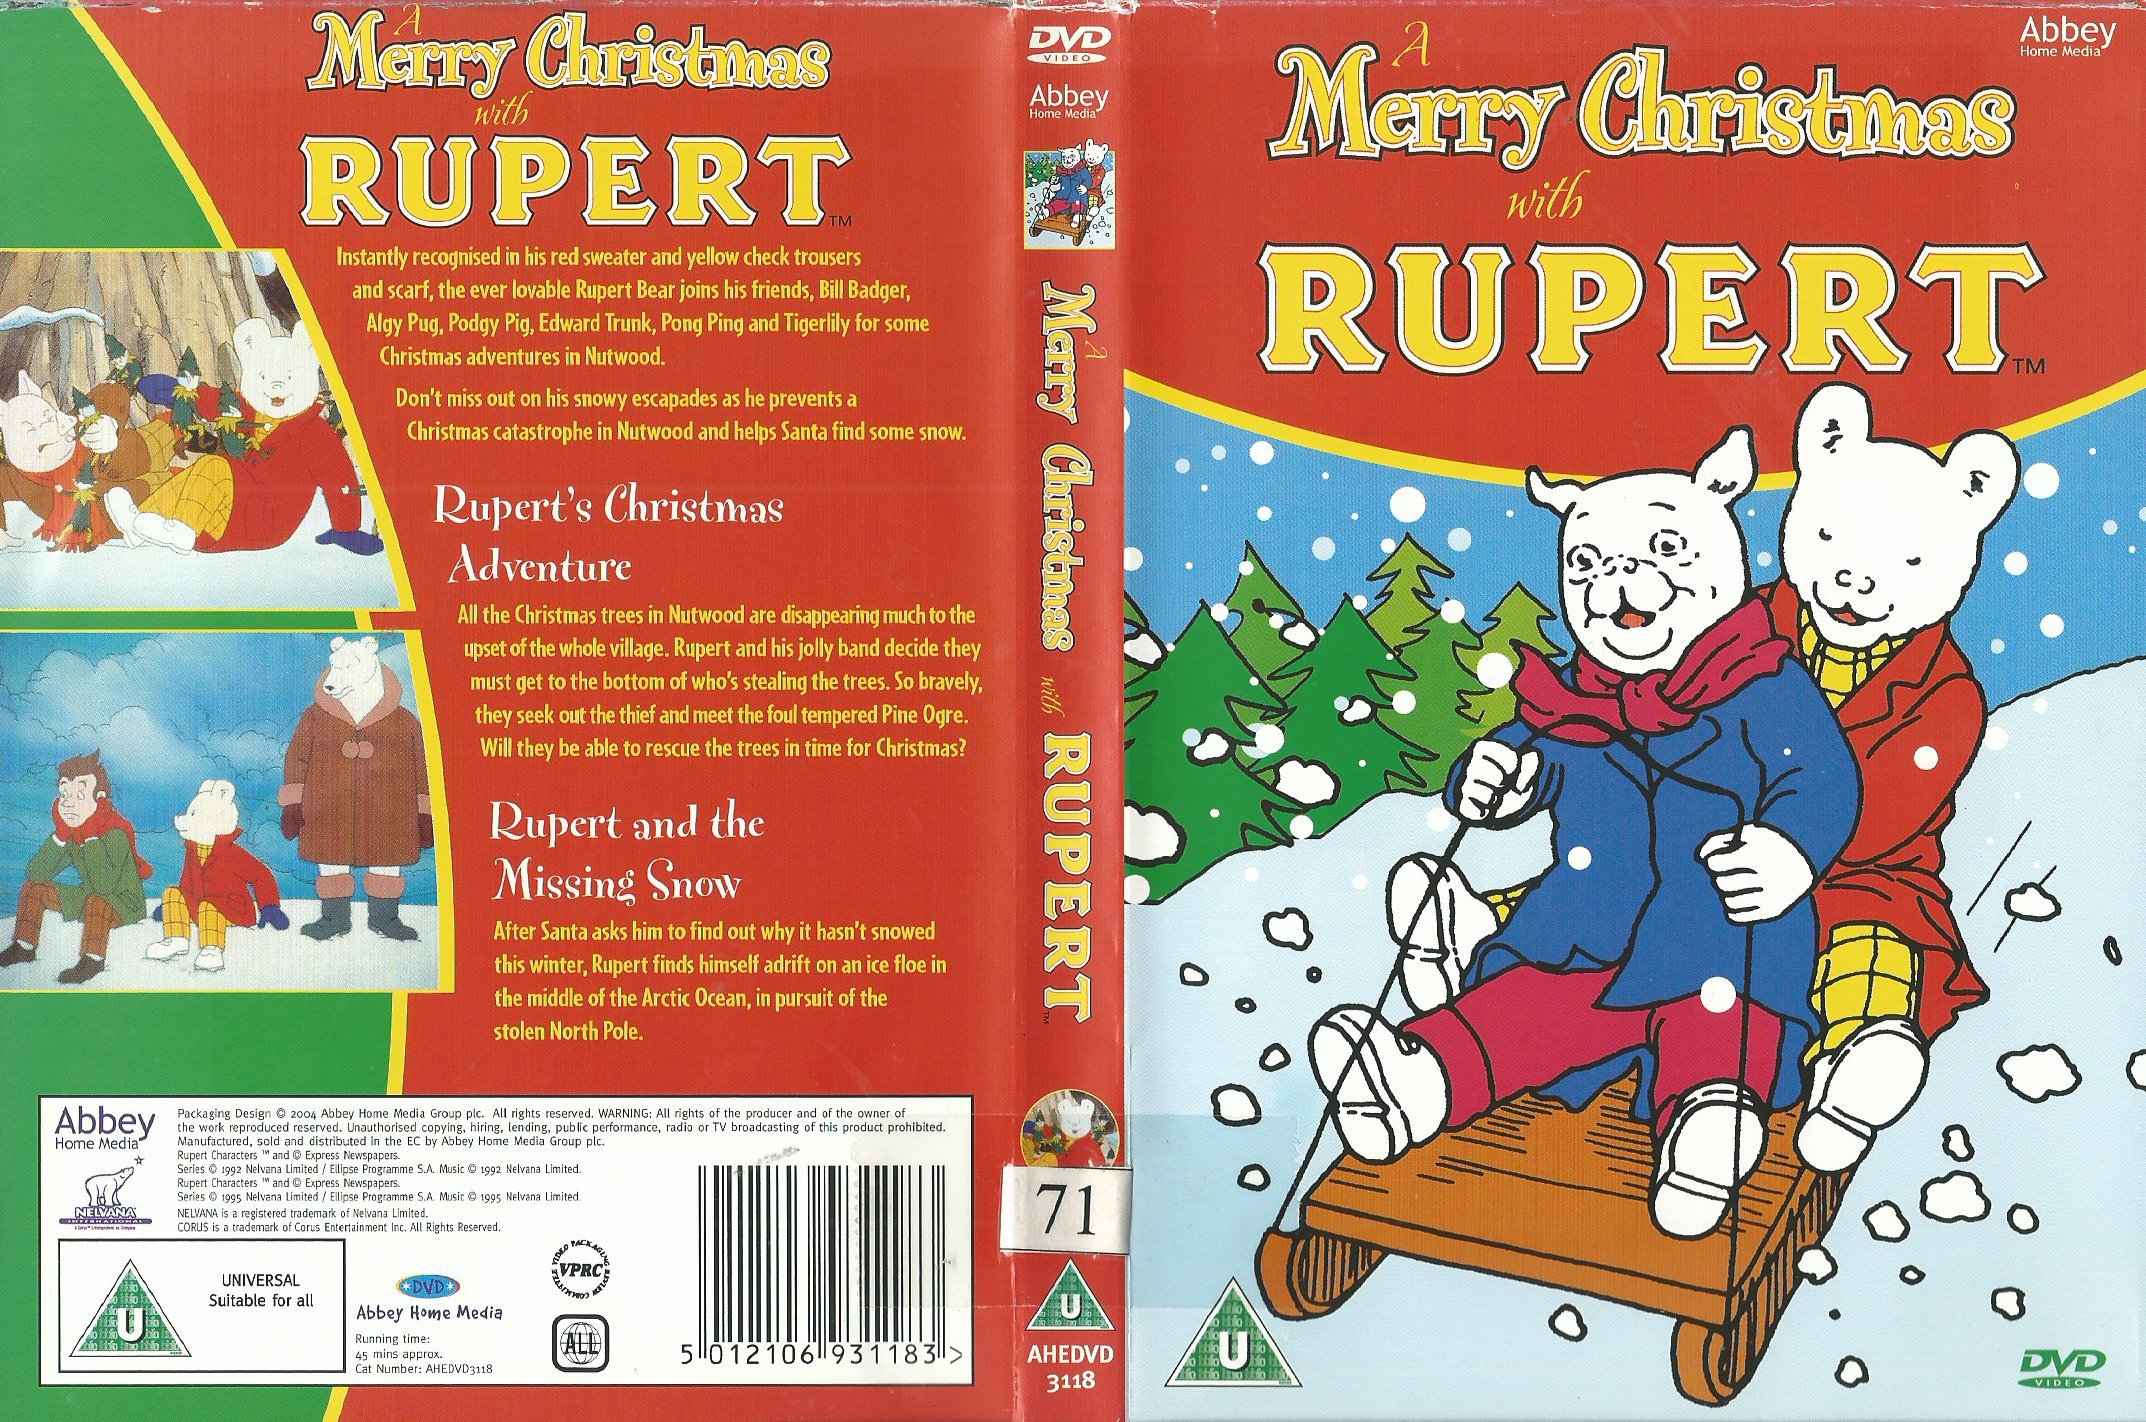 A
Merry Christmas
with
RUPERT™
Instantly recognised in his red sweater and yellow check trousers
and scarf, the ever lovable Rupert Bear joins his friends, Bill Badger,
Algy Pug, Podgy Pig, Edward Trunk, Pong Ping and Tigerlily for some
Christmas adventures in Nutwood.
Don't miss out on his snowy escapades as he prevents a
Christmas catastrophe in Nutwood and helps Santa find some snow.
Rupert's Christmas
Adventure
All the Christmas trees in Nutwood are disappearing much to the
upset of the whole village. Rupert and his jolly band decide they
must get to the bottom of who's stealing the trees. So bravely,
they seek out the thief and meet the foul tempered Pine Ogre.
Will they be able to rescue the trees in time for Christmas?
Rupert and the
Missing Snow
After Santa asks him to find out why it hasn't snowed
this winter, Rupert finds himself adrift on an ice floe in
the middle of the Arctic Ocean, in pursuit of the
stolen North Pole.
Abbey
Home Media
NELVANA
INTERNATIONAL
Packaging Design © 2004 Abbey Home Media Group plc. All rights reserved. WARNING: All rights of the producer and of the owner of
the work reproduced reserved. Unauthorised copying, hiring, lending, public performance, radio or TV broadcasting of this product prohibited.
Manufactured, sold and distributed in the EC by Abbey Home Media Group plc.
Rupert Characters ™ and © Express Newspapers.
Series © 1992 Nelvana Limited / Ellipse Programme S.A. Music © 1992 Nelvana Limited.
Rupert Characters ™ and © Express Newspapers.
Series © 1995 Nelvana Limited / Ellipse Programme S.A. Music © 1995 Nelvana Limited.
NELVANA is a registered trademark of Nelvana Limited.
CORUS is a trademark of Corus Entertainment Inc. All Rights Reserved.
U
UNIVERSAL
Suitable for all
DVD
Abbey Home Media
Running time:
45 mins approx.
Cat Number: AHEDVD3118
VIDEO PACKAGING REVIEW COMMITTEE
VPRC
ALL
5 012106 931183 >
DVD
VIDEO
Abbey
Home Media
A
Merry Christmas with RUPERT™
71
U
AHEDVD
3118
Abbey
Home Media
A
Merry Christmas
with
RUPERT™
U
DVD
VIDEO